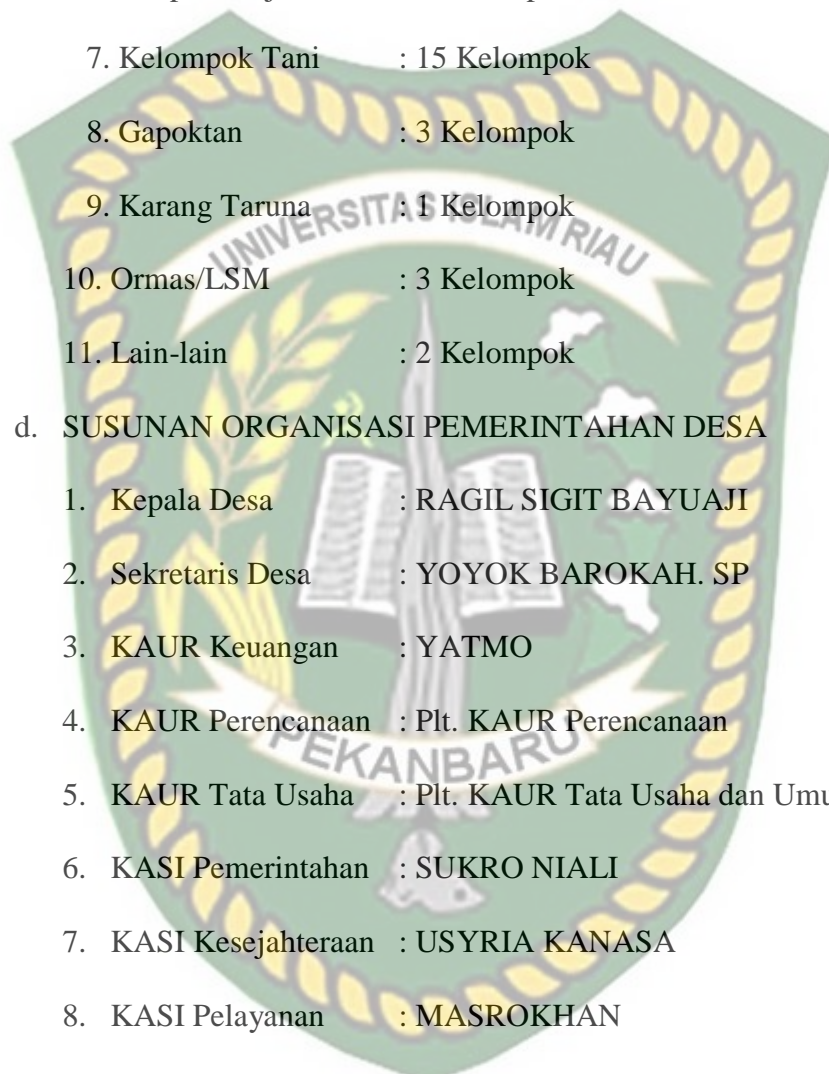 7. Kelompok Tani : 15 Kelompok
8. Gapoktan : 3 Kelompok
9. Karang Taruna : 1 Kelompok
UNIVERSITAS ISLAM RIAU
10. Ormas/LSM : 3 Kelompok
11. Lain-lain : 2 Kelompok
d. SUSUNAN ORGANISASI PEMERINTAHAN DESA
1. Kepala Desa : RAGIL SIGIT BAYUAJI
2. Sekretaris Desa : YOYOK BAROKAH. SP
3. KAUR Keuangan : YATMO
4. KAUR Perencanaan : Plt. KAUR Perencanaan
PEKANBARU
5. KAUR Tata Usaha : Plt. KAUR Tata Usaha dan Umu
6. KASI Pemerintahan : SUKRO NIALI
7. KASI Kesejahteraan : USYRIA KANASA
8. KASI Pelayanan : MASROKHAN